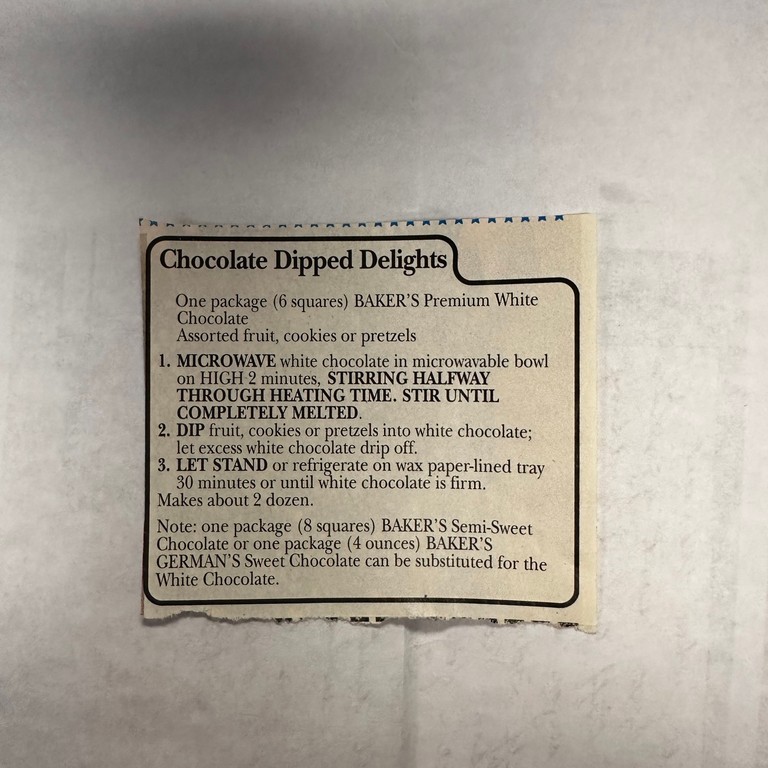 Chocolate Dipped Delights
One package (6 squares) BAKER'S Premium White
Chocolate
Assorted fruit, cookies or pretzels
1. MICROWAVE white chocolate in microwavable bowl
on HIGH 2 minutes, STIRRING HALFWAY
THROUGH HEATING TIME. STIR UNTIL
COMPLETELY MELTED.
2. DIP fruit, cookies or pretzels into white chocolate;
let excess white chocolate drip off.
3. LET STAND or refrigerate on wax paper-lined tray
30 minutes or until white chocolate is firm.
Makes about 2 dozen.
Note: one package (8 squares) BAKER'S Semi-Sweet
Chocolate or one package (4 ounces) BAKER'S
GERMAN'S Sweet Chocolate can be substituted for the
White Chocolate.